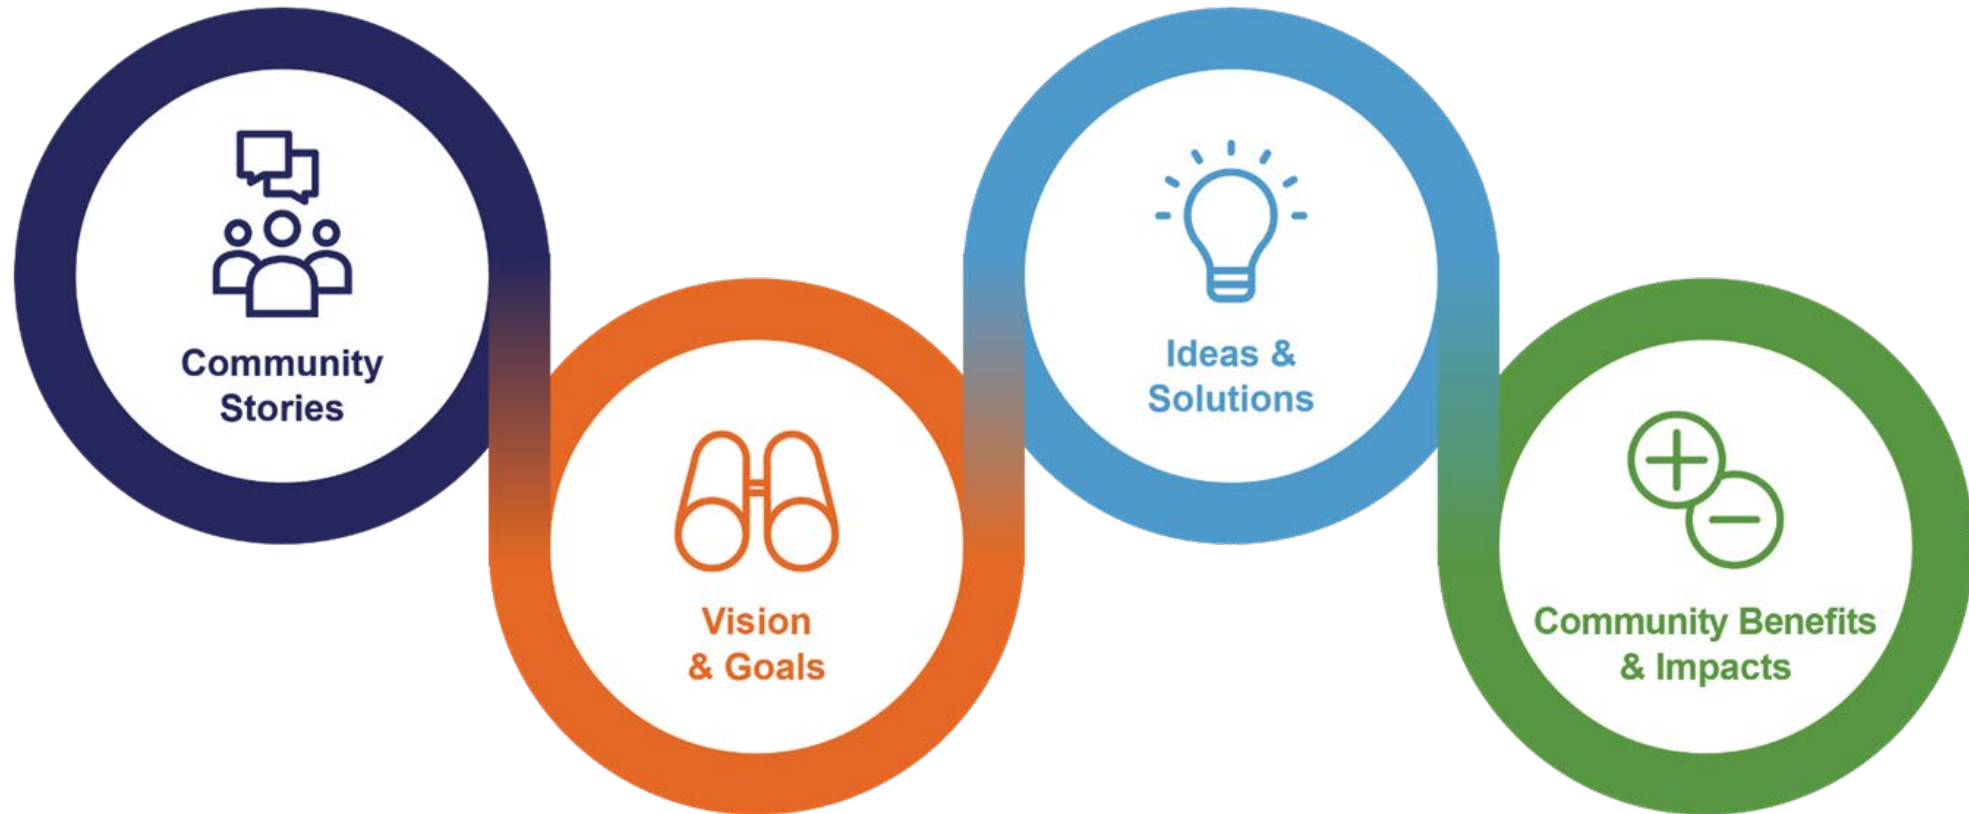 Community
Stories
Vision
& Goals
Ideas &
Solutions
Community Benefits
& Impacts